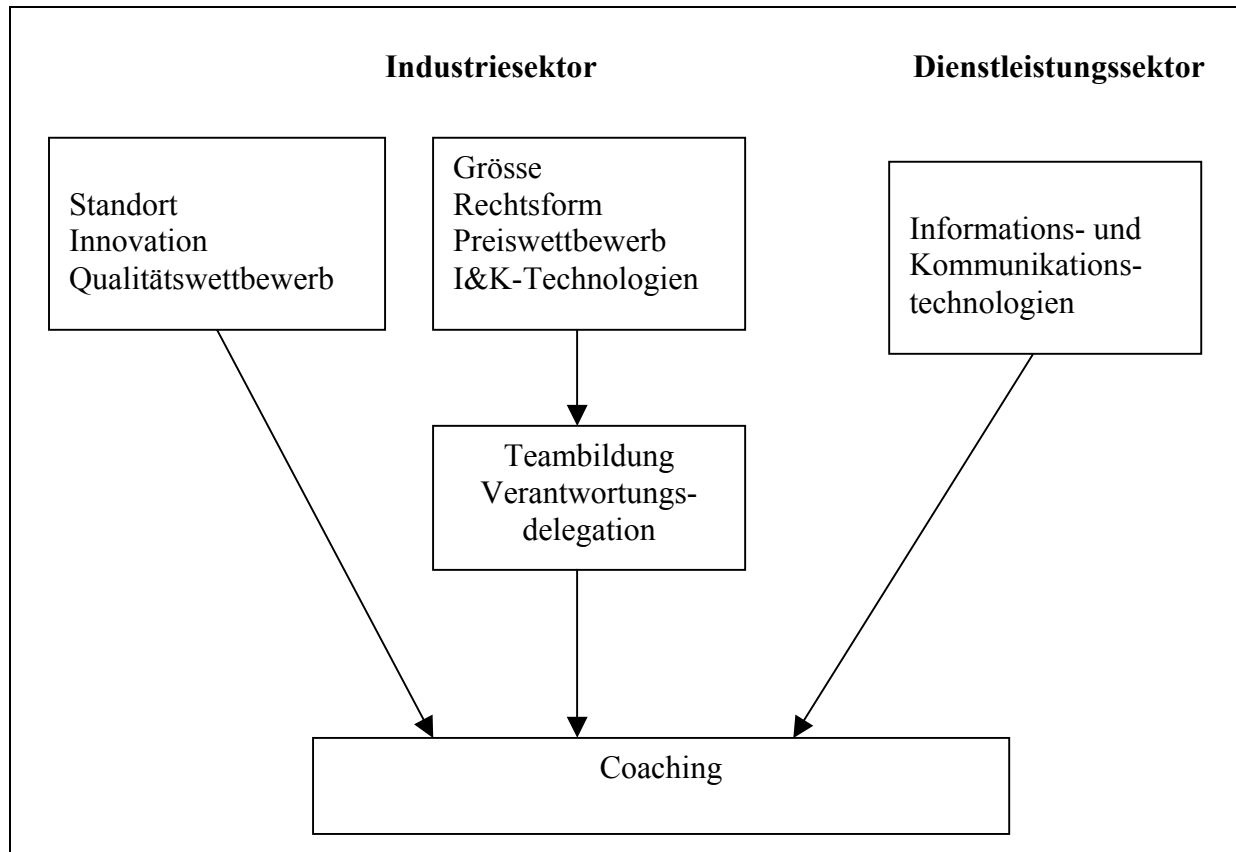 Industriesektor
Dienstleistungssektor
Standort
Innovation
Qualitätswettbewerb
Grösse
Rechtsform
Preiswettbewerb
I&K-Technologien
Informations- und
Kommunikations-
technologien
Teambildung
Verantwortungs-
delegation
Coaching